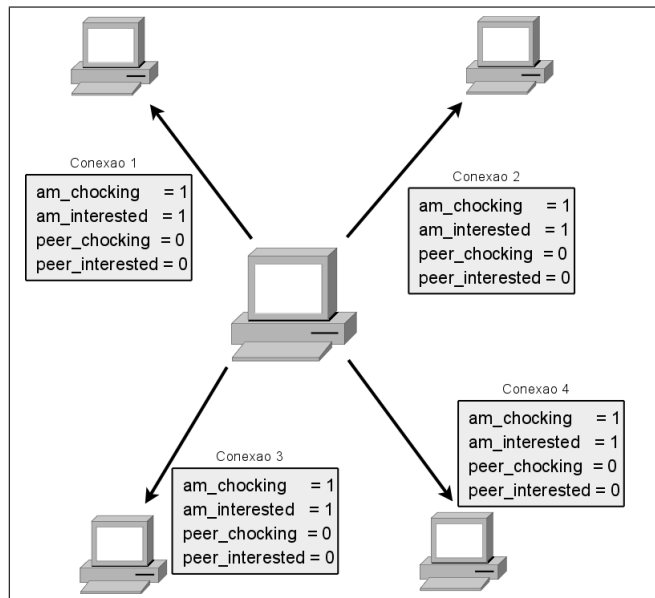 Conexao 1
am_chocking = 1
am_interested = 1
peer_chocking = 0
peer_interested = 0
Conexao 2
am_chocking = 1
am_interested = 1
peer_chocking = 0
peer_interested = 0
Conexao 3
am_chocking = 1
am_interested = 1
peer_chocking = 0
peer_interested = 0
Conexao 4
am_chocking = 1
am_interested = 1
peer_chocking = 0
peer_interested = 0